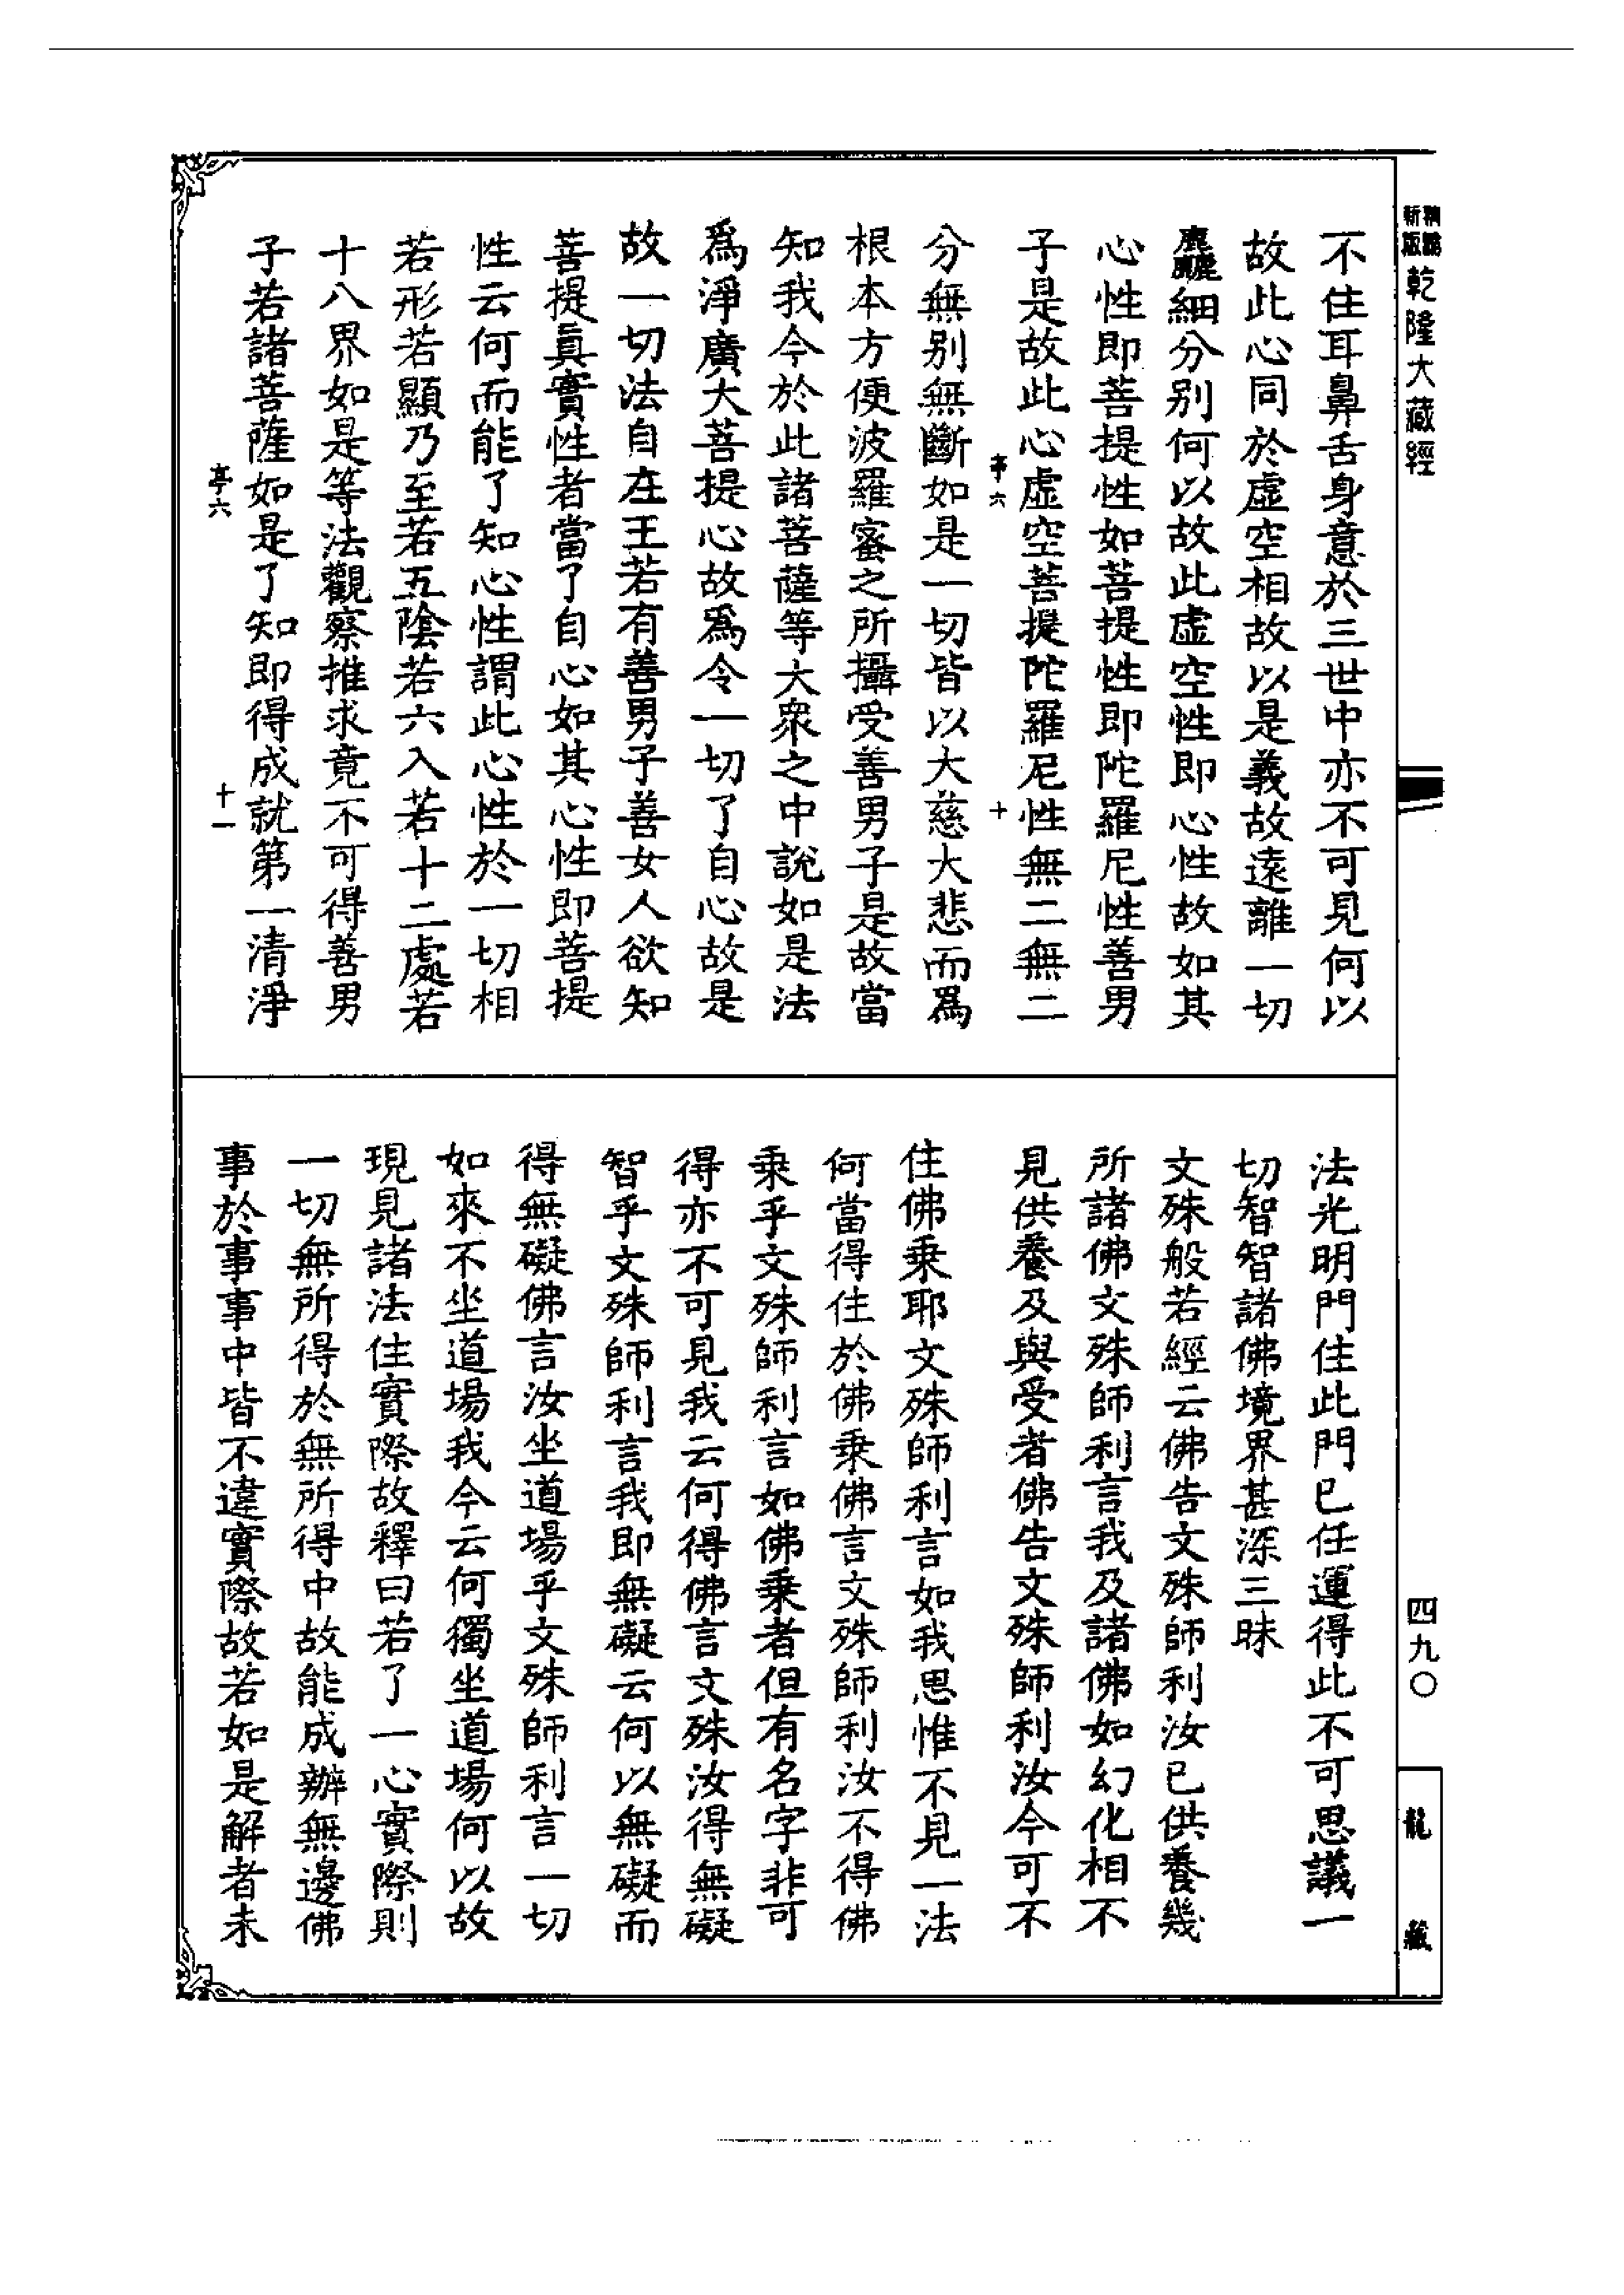 新版
精縮
乾隆大藏經
不住耳鼻舌身意於三世中亦不可見何以
故此心同於虛空相故以是義故遠離一切
麤細分別何以故此虛空性即心性故如其
心性即菩提性如菩提性即陀羅尼性善男
子是故此心虛空菩提陀羅尼性無二無二
亭六
十
分無別無斷如是一切皆以大慈大悲而爲
根本方便波羅蜜之所攝受善男子是故當
知我今於此諸菩薩等大眾之中說如是法
爲淨廣大菩提心故爲令一切了自心故是
故一切法自在王若有善男子善女人欲知
菩提眞實性者當了自心如其心性即菩提
性云何而能了知心性謂此心性於一切相
若形若顯乃至若五陰若六入若十二處若
十八界如是等法觀察推求竟不可得善男
子若諸菩薩如是了知即得成就第一清淨
亭六
十一
法光明門住此門已任運得此不可思議一
切智智諸佛境界甚深三昧
文殊般若經云佛告文殊師利汝已供養幾
所諸佛文殊師利言我及諸佛如幻化相不
見供養及與受者佛告文殊師利汝今可不
住佛乘耶文殊師利言如我思惟不見一法
何當得住於佛乘佛言文殊師利汝不得佛
乘乎文殊師利言如佛乘者但有名字非可
得亦不可見我云何得佛言文殊汝得無礙
智乎文殊師利言我即無礙云何以無礙而
得無礙佛言汝坐道場乎文殊師利言一切
如來不坐道場我今云何獨坐道場何以故
現見諸法住實際故釋曰若了一心實際則
一切無所得於無所得中故能成辦無邊佛
事於事事中皆不違實際故若如是解者未
四九〇
龍藏